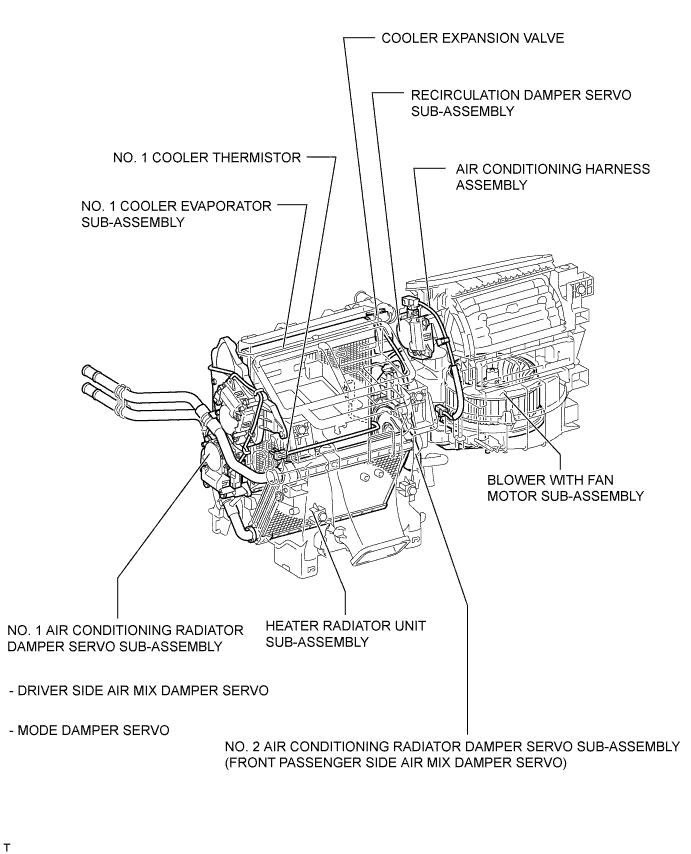 COOLER EXPANSION VALVE
RECIRCULATION DAMPER SERVO
SUB-ASSEMBLY
NO. 1 COOLER THERMISTOR
AIR CONDITIONING HARNESS
ASSEMBLY
NO. 1 COOLER EVAPORATOR
SUB-ASSEMBLY
BLOWER WITH FAN
MOTOR SUB-ASSEMBLY
NO. 1 AIR CONDITIONING RADIATOR
DAMPER SERVO SUB-ASSEMBLY
HEATER RADIATOR UNIT
SUB-ASSEMBLY
- DRIVER SIDE AIR MIX DAMPER SERVO
- MODE DAMPER SERVO
NO. 2 AIR CONDITIONING RADIATOR DAMPER SERVO SUB-ASSEMBLY
(FRONT PASSENGER SIDE AIR MIX DAMPER SERVO)
T